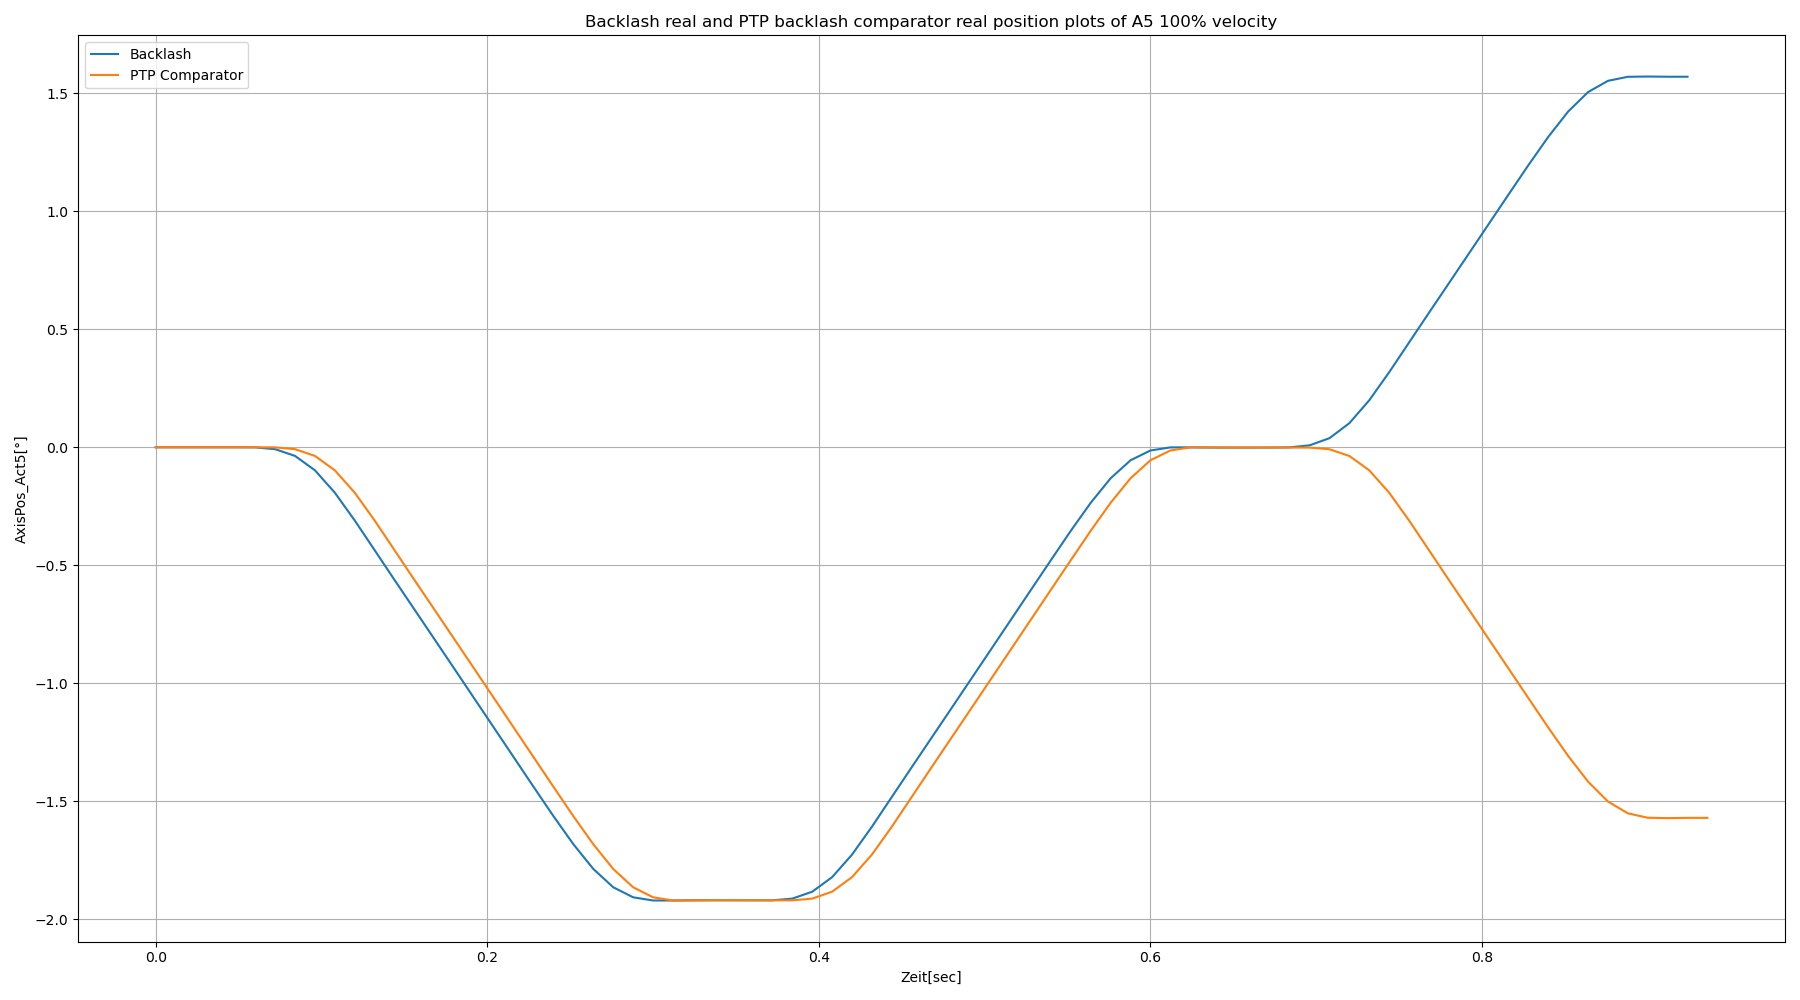 Backlash real and PTP backlash comparator real position plots of A5 100% velocity
Backlash
PTP Comparator
1.5
1.0
0.5
0.0
−0.5
−1.0
−1.5
−2.0
AxisPos_Act5[°]
0.0 0.2 0.4 0.6 0.8
Zeit[sec]